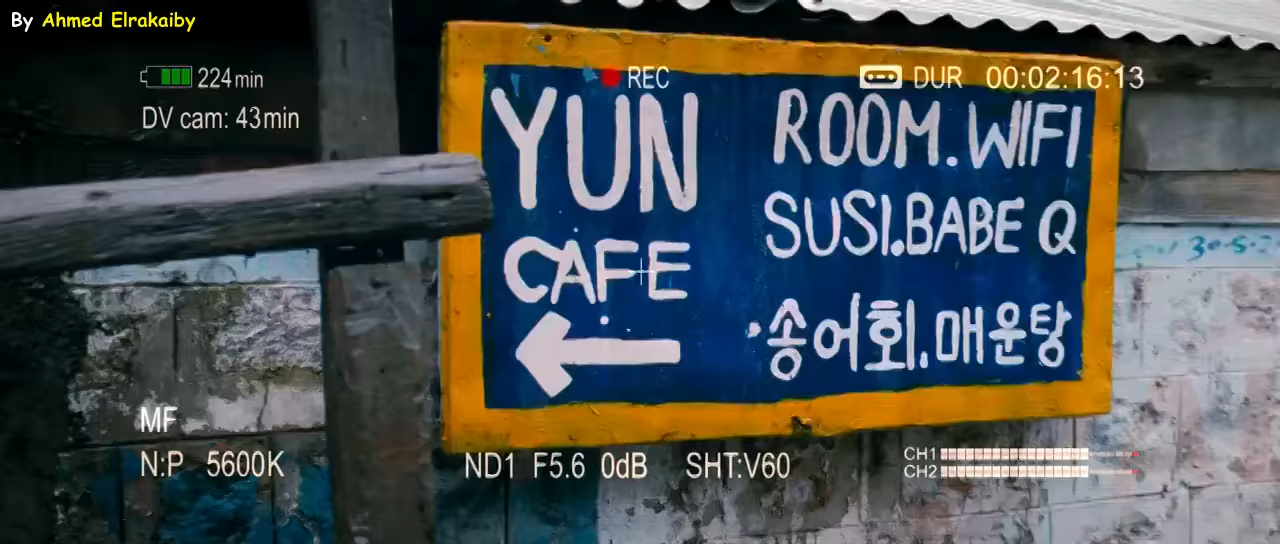 By Ahmed Elrakaiby
224min
REC
DUR 00:02:16:13
DV cam: 43min
YUN
CAFE
ROOM.WIFI
SUSI.BABE Q
송어회.매운탕
MF
N:P 5600K
ND1 F5.6 0dB SHT:V60
CH1
CH2